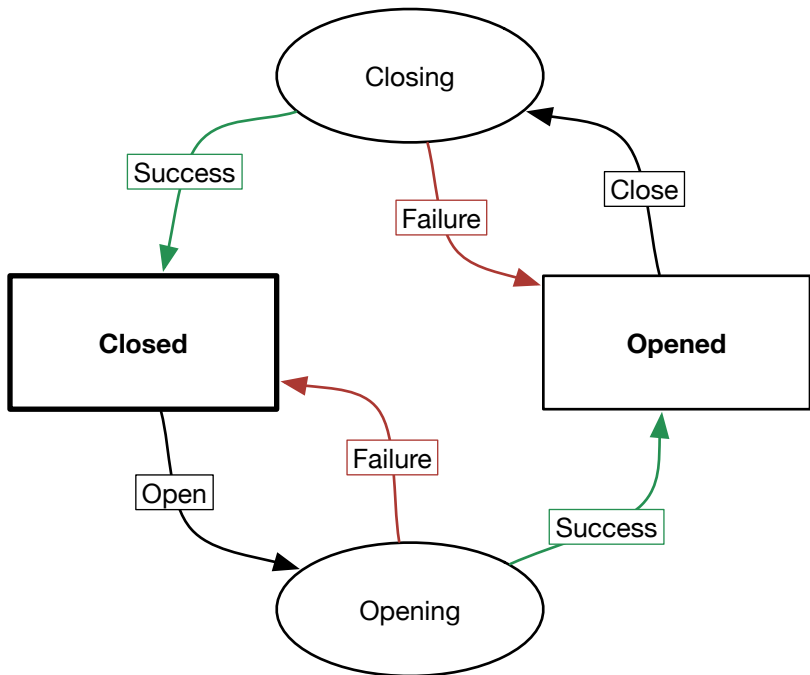 Closing
Success
Close
Failure
Closed
Opened
Failure
Open
Success
Opening